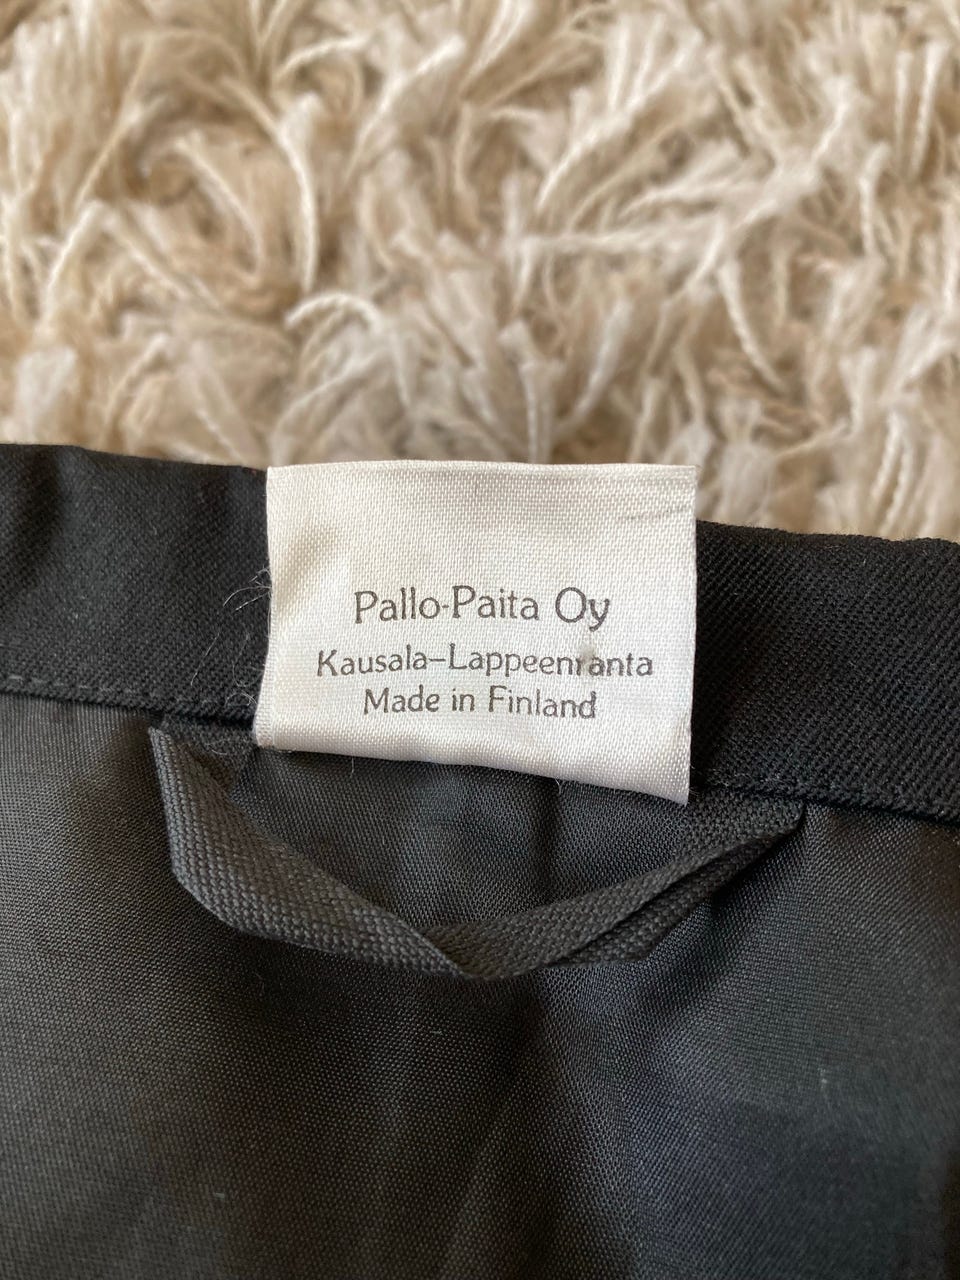 Pallo-Paita Oy
Kausala-Lappeenranta
Made in Finland